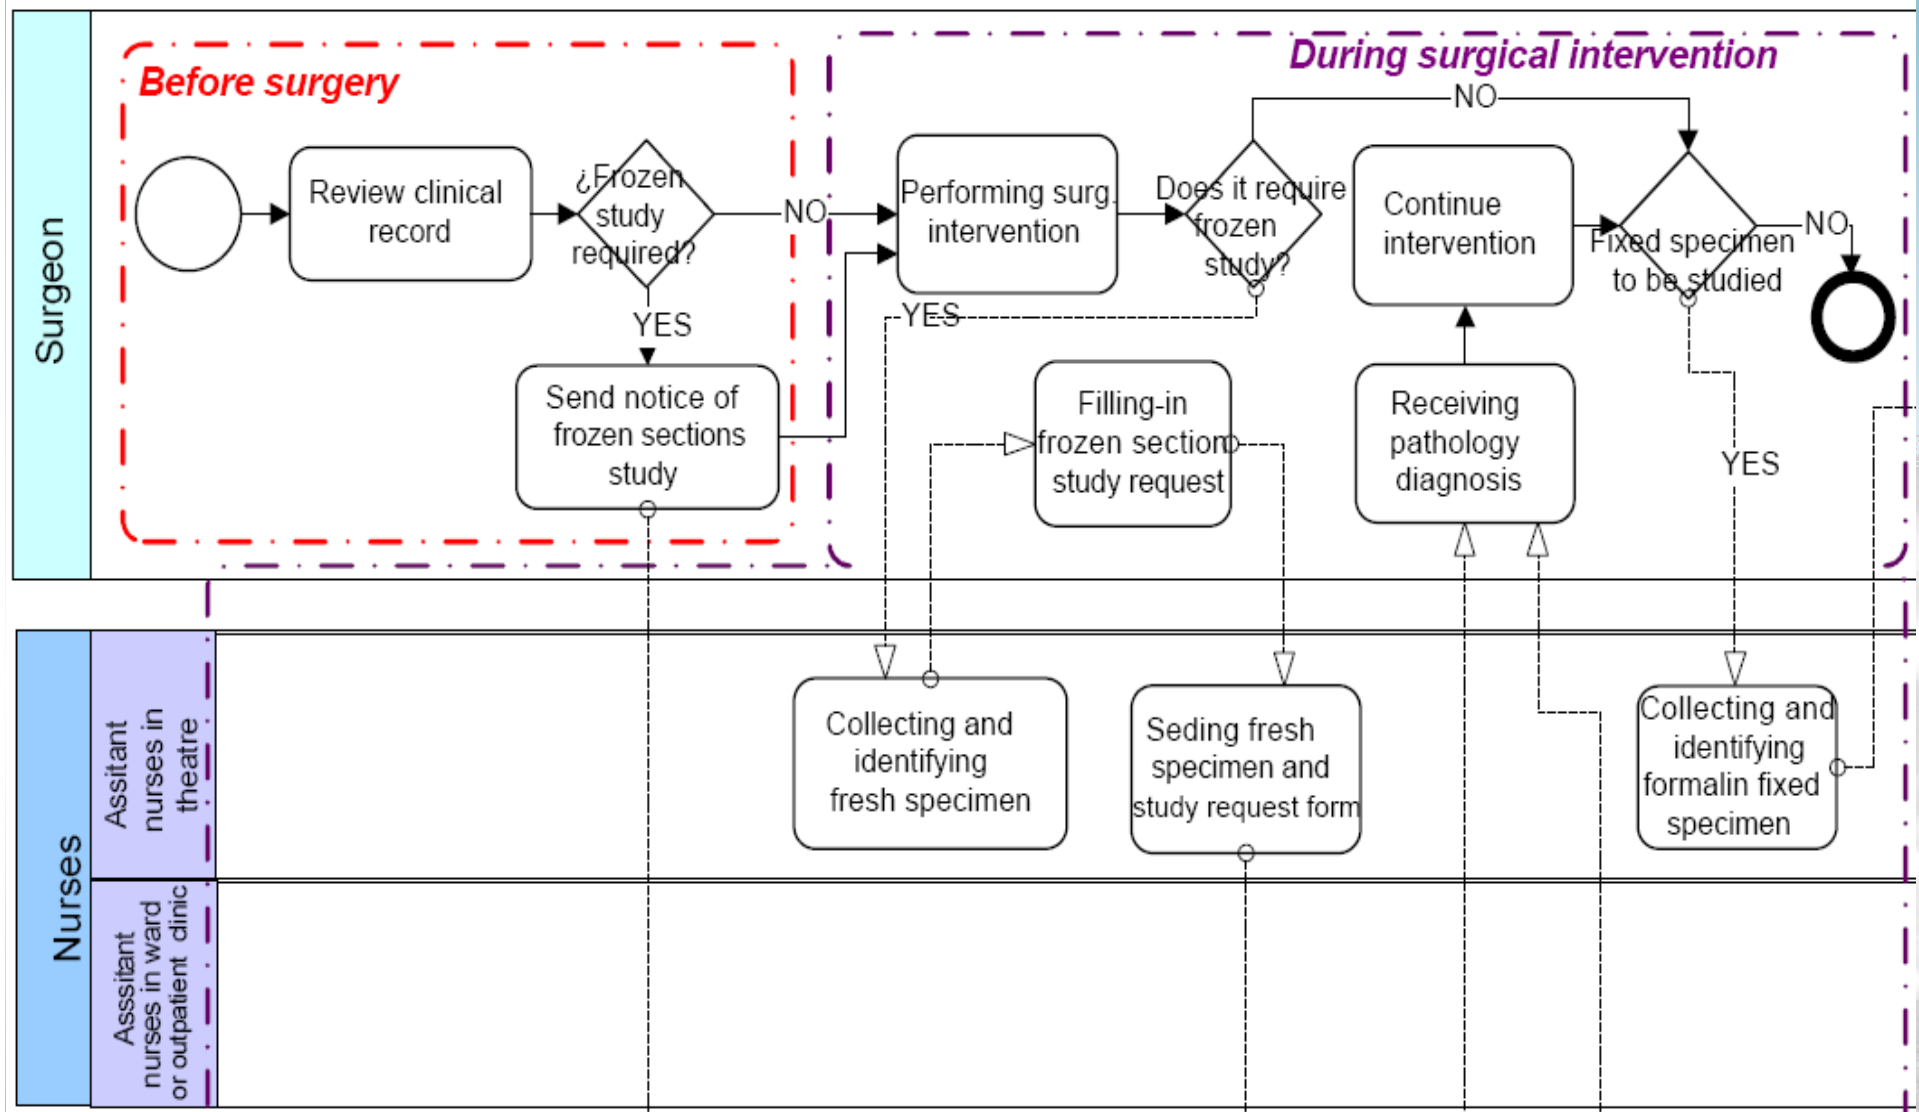 Surgeon
Before surgery
During surgical intervention
Review clinical
record
¿Frozen
study
required?
NO
YES
Send notice of
frozen sections
study
Performing surg.
intervention
Does it require
frozen
study?
NO
YES
Filling-in
frozen section
study request
Continue
intervention
Receiving
pathology
diagnosis
Fixed specimen
to be studied
NO
YES
Nurses
Assitant
nurses in
theatre
Collecting and
identifying
fresh specimen
Seding fresh
specimen and
study request form
Collecting and
identifying
formalin fixed
specimen
Asssitant
nurses in ward
or outpatient clinic